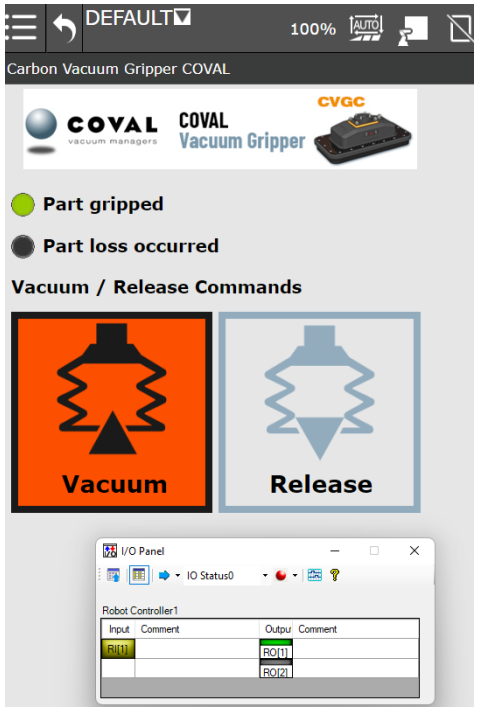 DEFAULT
100% AUTO
Carbon Vacuum Gripper COVAL
CVGC
COVAL COVAL
vacuum managers Vacuum Gripper
Part gripped
Part loss occurred
Vacuum / Release Commands
Vacuum Release
I/O Panel
IO Status0
Robot Controller1
Input Comment Outpu Comment
RI[1] RO[1]
RO[2]